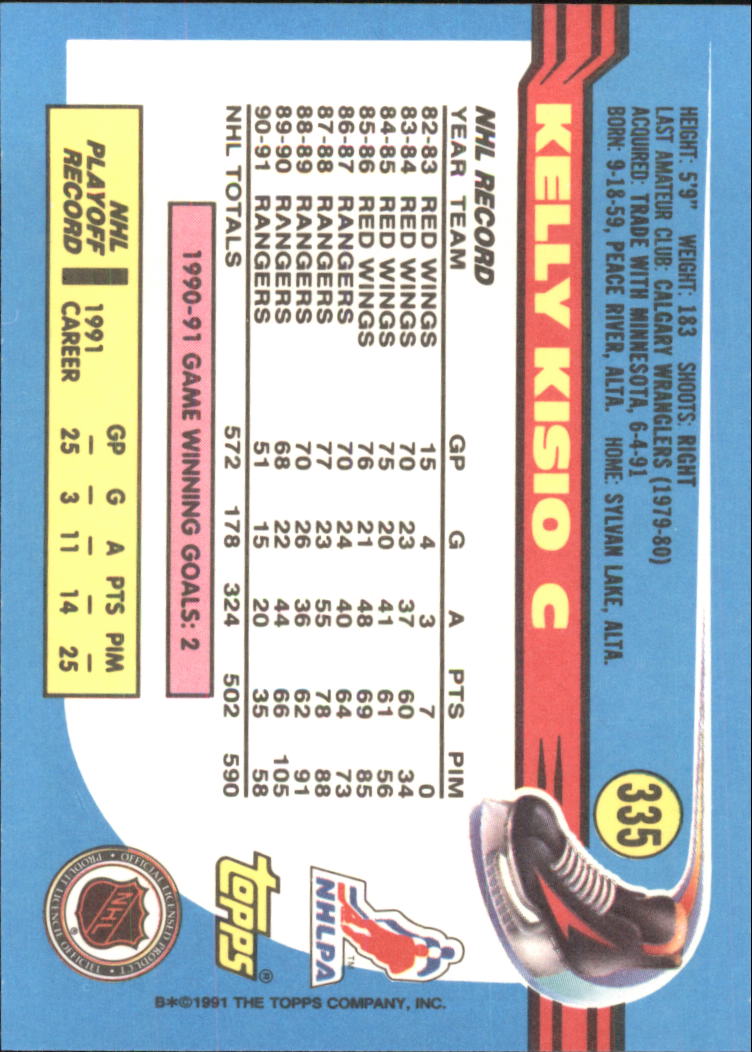 335
HEIGHT: 5'9" WEIGHT: 183 SHOOTS: RIGHT
LAST AMATEUR CLUB: CALGARY WRANGLERS (1979-80)
ACQUIRED: TRADE WITH MINNESOTA, 6-4-91
BORN: 9-18-59, PEACE RIVER, ALTA. HOME: SYLVAN LAKE, ALTA.
KELLY KISIO C
NHL RECORD
YEAR TEAM GP G A PTS PIM
82-83 RED WINGS 15 4 3 7 0
83-84 RED WINGS 70 23 37 60 34
84-85 RED WINGS 75 20 41 61 56
85-86 RED WINGS 76 21 48 69 85
86-87 RANGERS 70 24 40 64 73
87-88 RANGERS 77 23 55 78 88
88-89 RANGERS 70 26 36 62 91
89-90 RANGERS 68 22 44 66 105
90-91 RANGERS 51 15 20 35 58
NHL TOTALS 572 178 324 502 590
1990-91 GAME WINNING GOALS: 2
NHL PLAYOFF RECORD
GP G A PTS PIM
1991 – – – – –
CAREER 25 3 11 14 25
NHLPA TM
TOPPS ®
OFFICIAL LICENSED PRODUCT • PRODUIT LICENCIÉ OFFICIEL •
NHL ®
B*©1991 THE TOPPS COMPANY, INC.